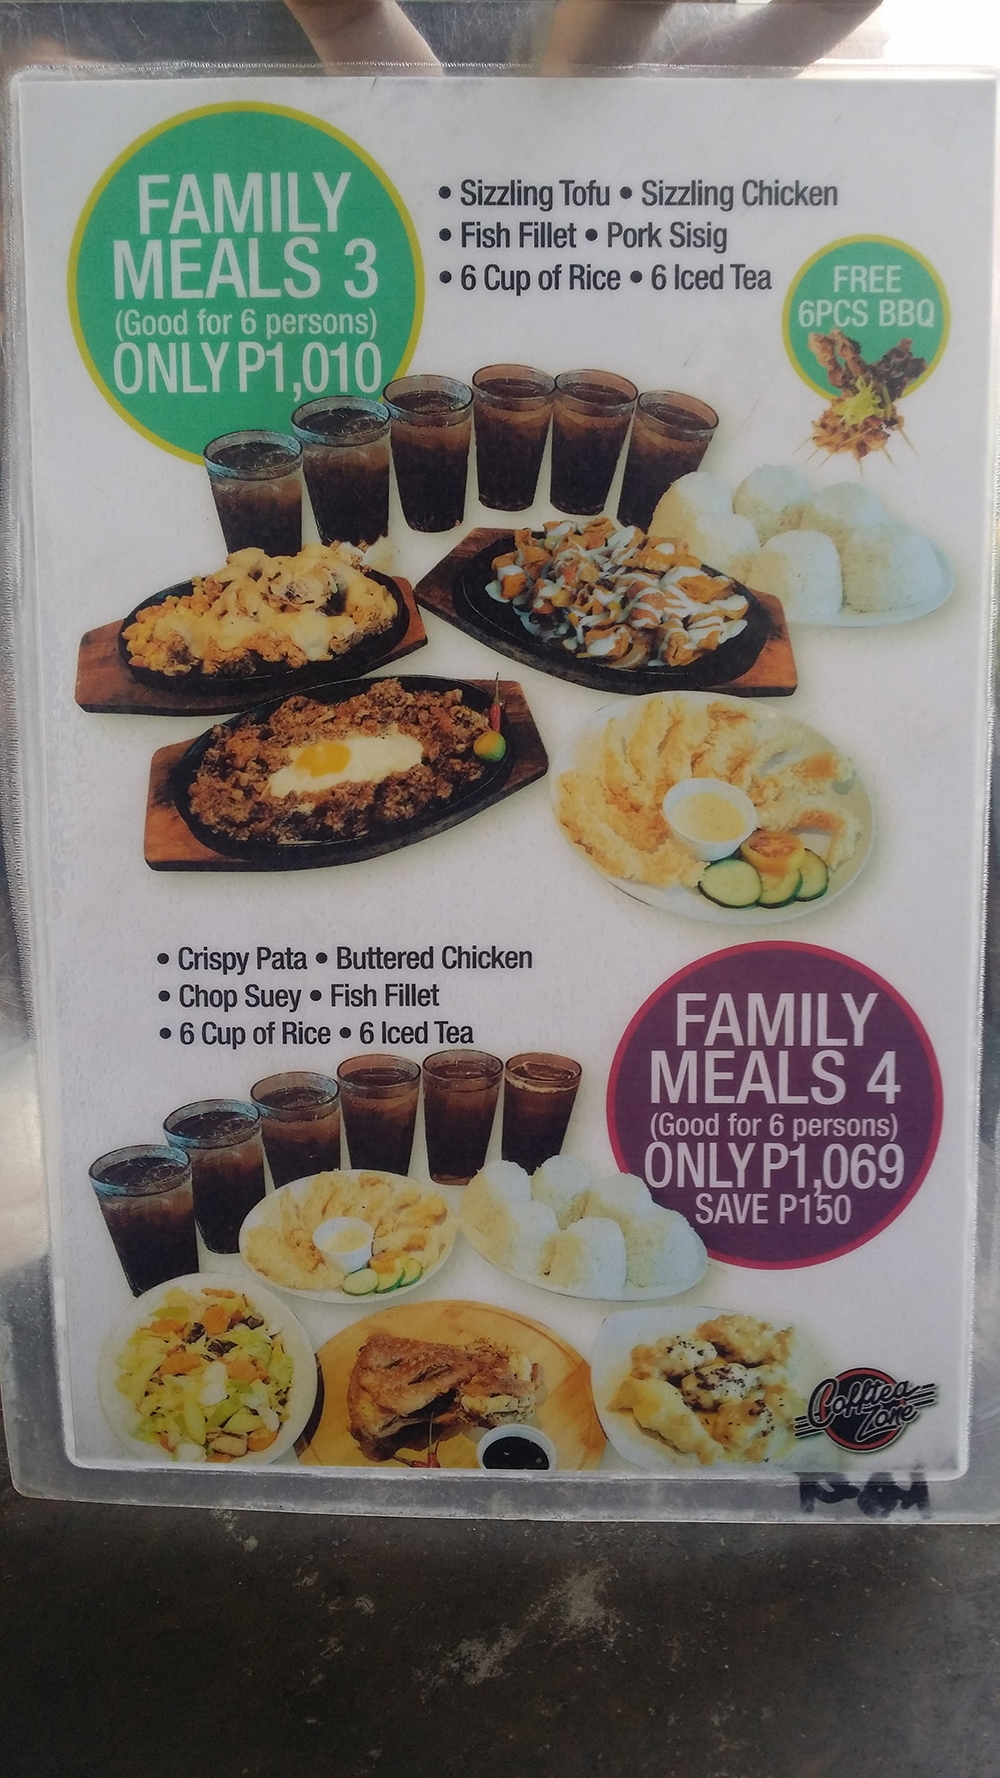 FAMILY
MEALS 3
(Good for 6 persons)
ONLY P1,010
• Sizzling Tofu • Sizzling Chicken
• Fish Fillet • Pork Sisig
• 6 Cup of Rice • 6 Iced Tea
FREE
6PCS BBQ
• Crispy Pata • Buttered Chicken
• Chop Suey • Fish Fillet
• 6 Cup of Rice • 6 Iced Tea
FAMILY
MEALS 4
(Good for 6 persons)
ONLY P1,069
SAVE P150
Coffitea
Zone